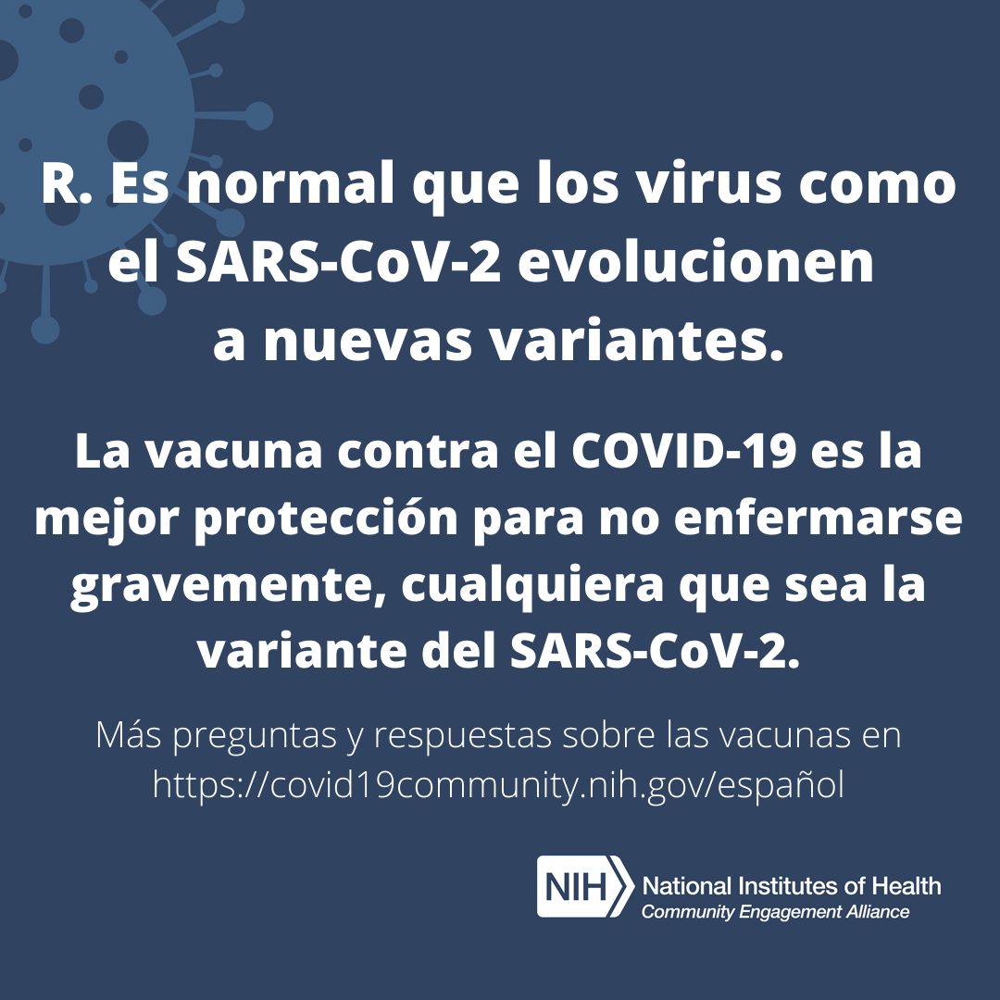 R. Es normal que los virus como
el SARS-CoV-2 evolucionen
a nuevas variantes.
La vacuna contra el COVID-19 es la
mejor protección para no enfermarse
gravemente, cualquiera que sea la
variante del SARS-CoV-2.
Más preguntas y respuestas sobre las vacunas en
https://covid19community.nih.gov/español
NIH National Institutes of Health
Community Engagement Alliance